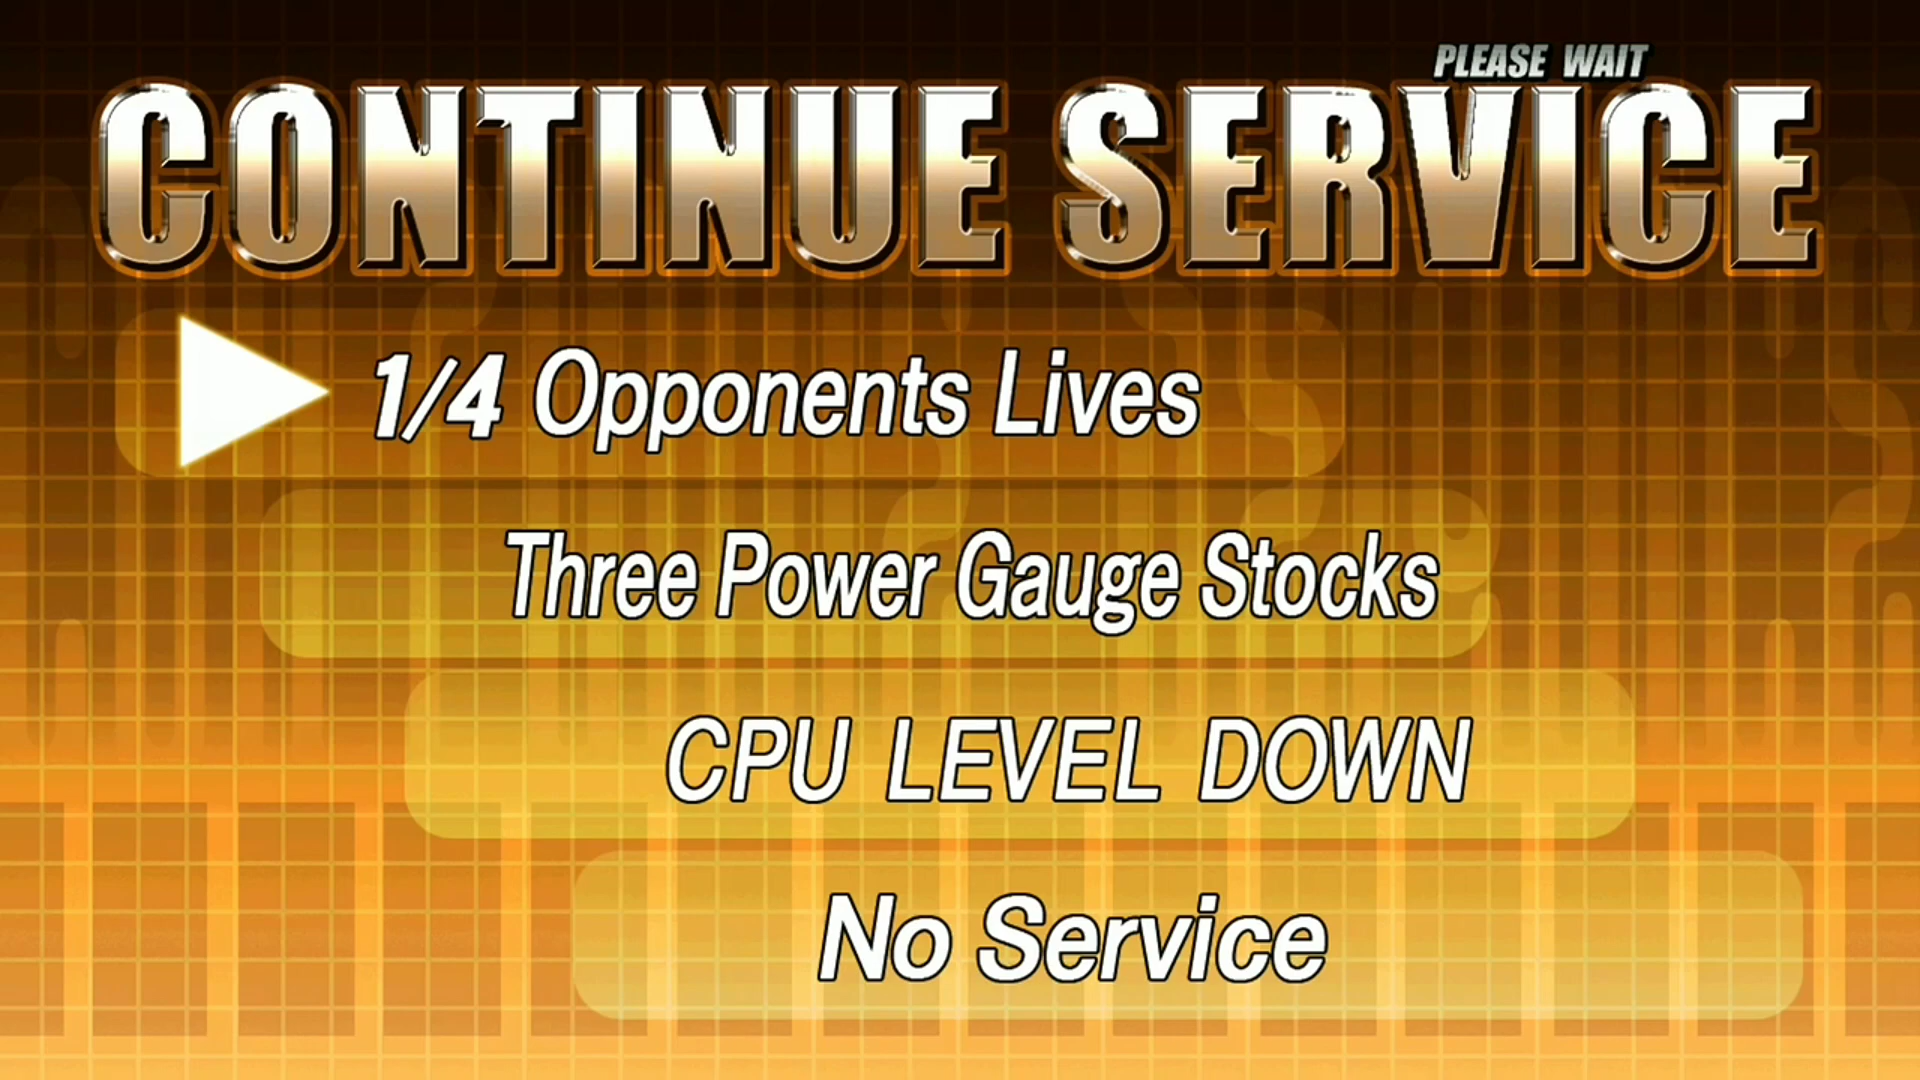 PLEASE WAIT
CONTINUE SERVICE
1/4 Opponents Lives
Three Power Gauge Stocks
CPU LEVEL DOWN
No Service